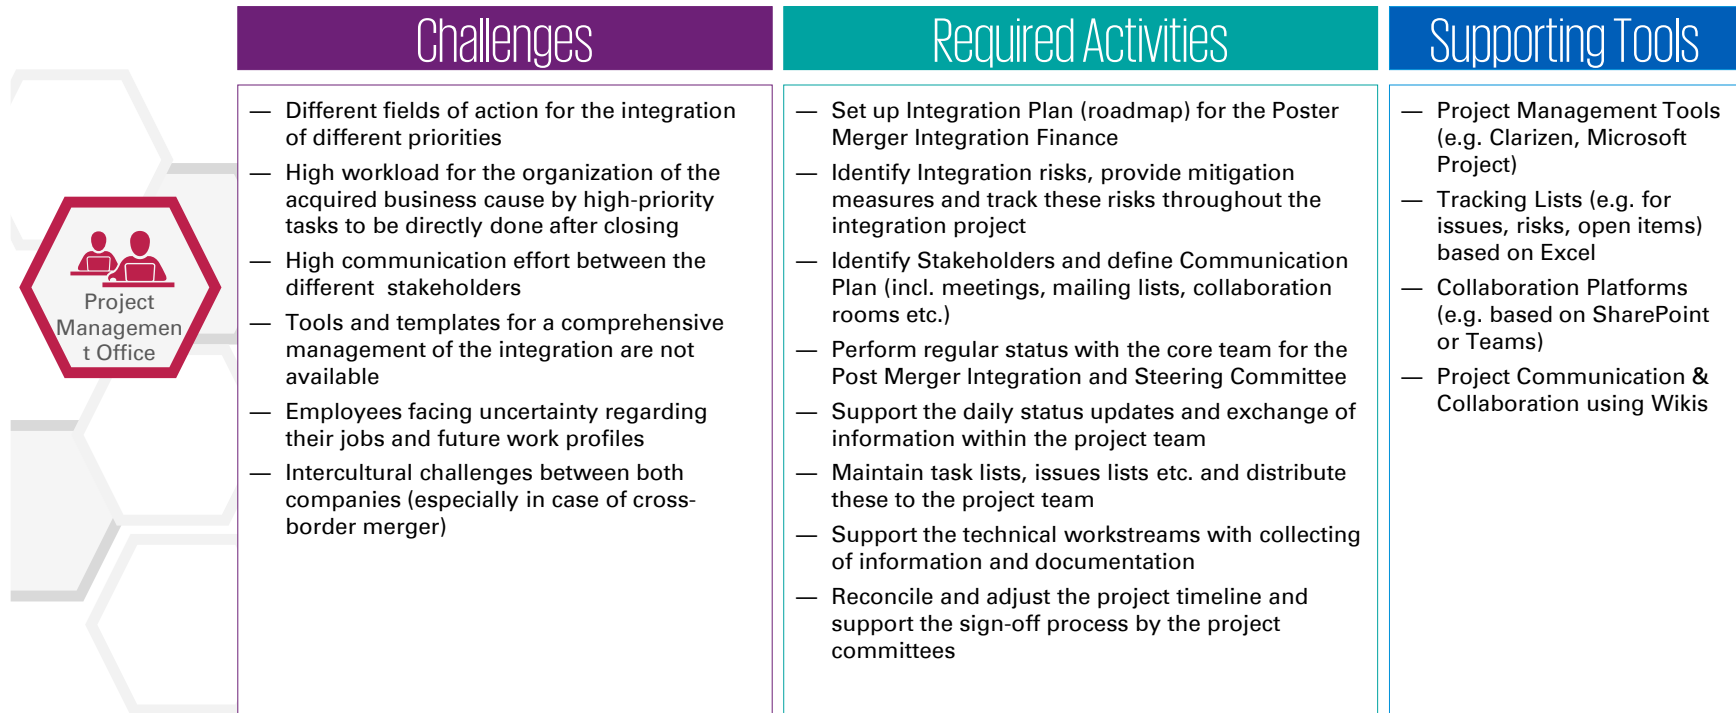 Challenges
Required Activities
Supporting Tools
Project
Managemen
t Office
— Different fields of action for the integration
of different priorities
— High workload for the organization of the
acquired business cause by high-priority
tasks to be directly done after closing
— High communication effort between the
different stakeholders
— Tools and templates for a comprehensive
management of the integration are not
available
— Employees facing uncertainty regarding
their jobs and future work profiles
— Intercultural challenges between both
companies (especially in case of cross-
border merger)
— Set up Integration Plan (roadmap) for the Poster
Merger Integration Finance
— Identify Integration risks, provide mitigation
measures and track these risks throughout the
integration project
— Identify Stakeholders and define Communication
Plan (incl. meetings, mailing lists, collaboration
rooms etc.)
— Perform regular status with the core team for the
Post Merger Integration and Steering Committee
— Support the daily status updates and exchange of
information within the project team
— Maintain task lists, issues lists etc. and distribute
these to the project team
— Support the technical workstreams with collecting
of information and documentation
— Reconcile and adjust the project timeline and
support the sign-off process by the project
committees
— Project Management Tools
(e.g. Clarizen, Microsoft
Project)
— Tracking Lists (e.g. for
issues, risks, open items)
based on Excel
— Collaboration Platforms
(e.g. based on SharePoint
or Teams)
— Project Communication &
Collaboration using Wikis